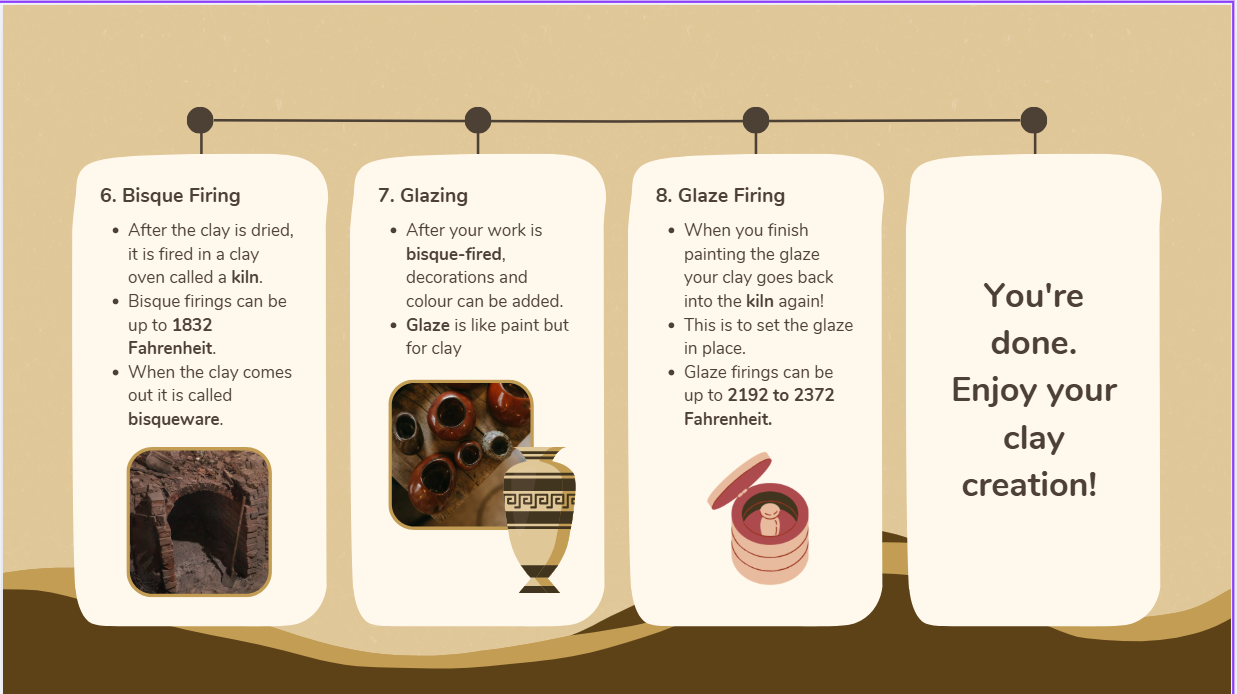 6. Bisque Firing
• After the clay is dried,
it is fired in a clay
oven called a kiln.
• Bisque firings can be
up to 1832
Fahrenheit.
• When the clay comes
out it is called
bisqueware.
7. Glazing
• After your work is
bisque-fired,
decorations and
colour can be added.
• Glaze is like paint but
for clay
8. Glaze Firing
• When you finish
painting the glaze
your clay goes back
into the kiln again!
• This is to set the glaze
in place.
• Glaze firings can be
up to 2192 to 2372
Fahrenheit.
You're
done.
Enjoy your
clay
creation!